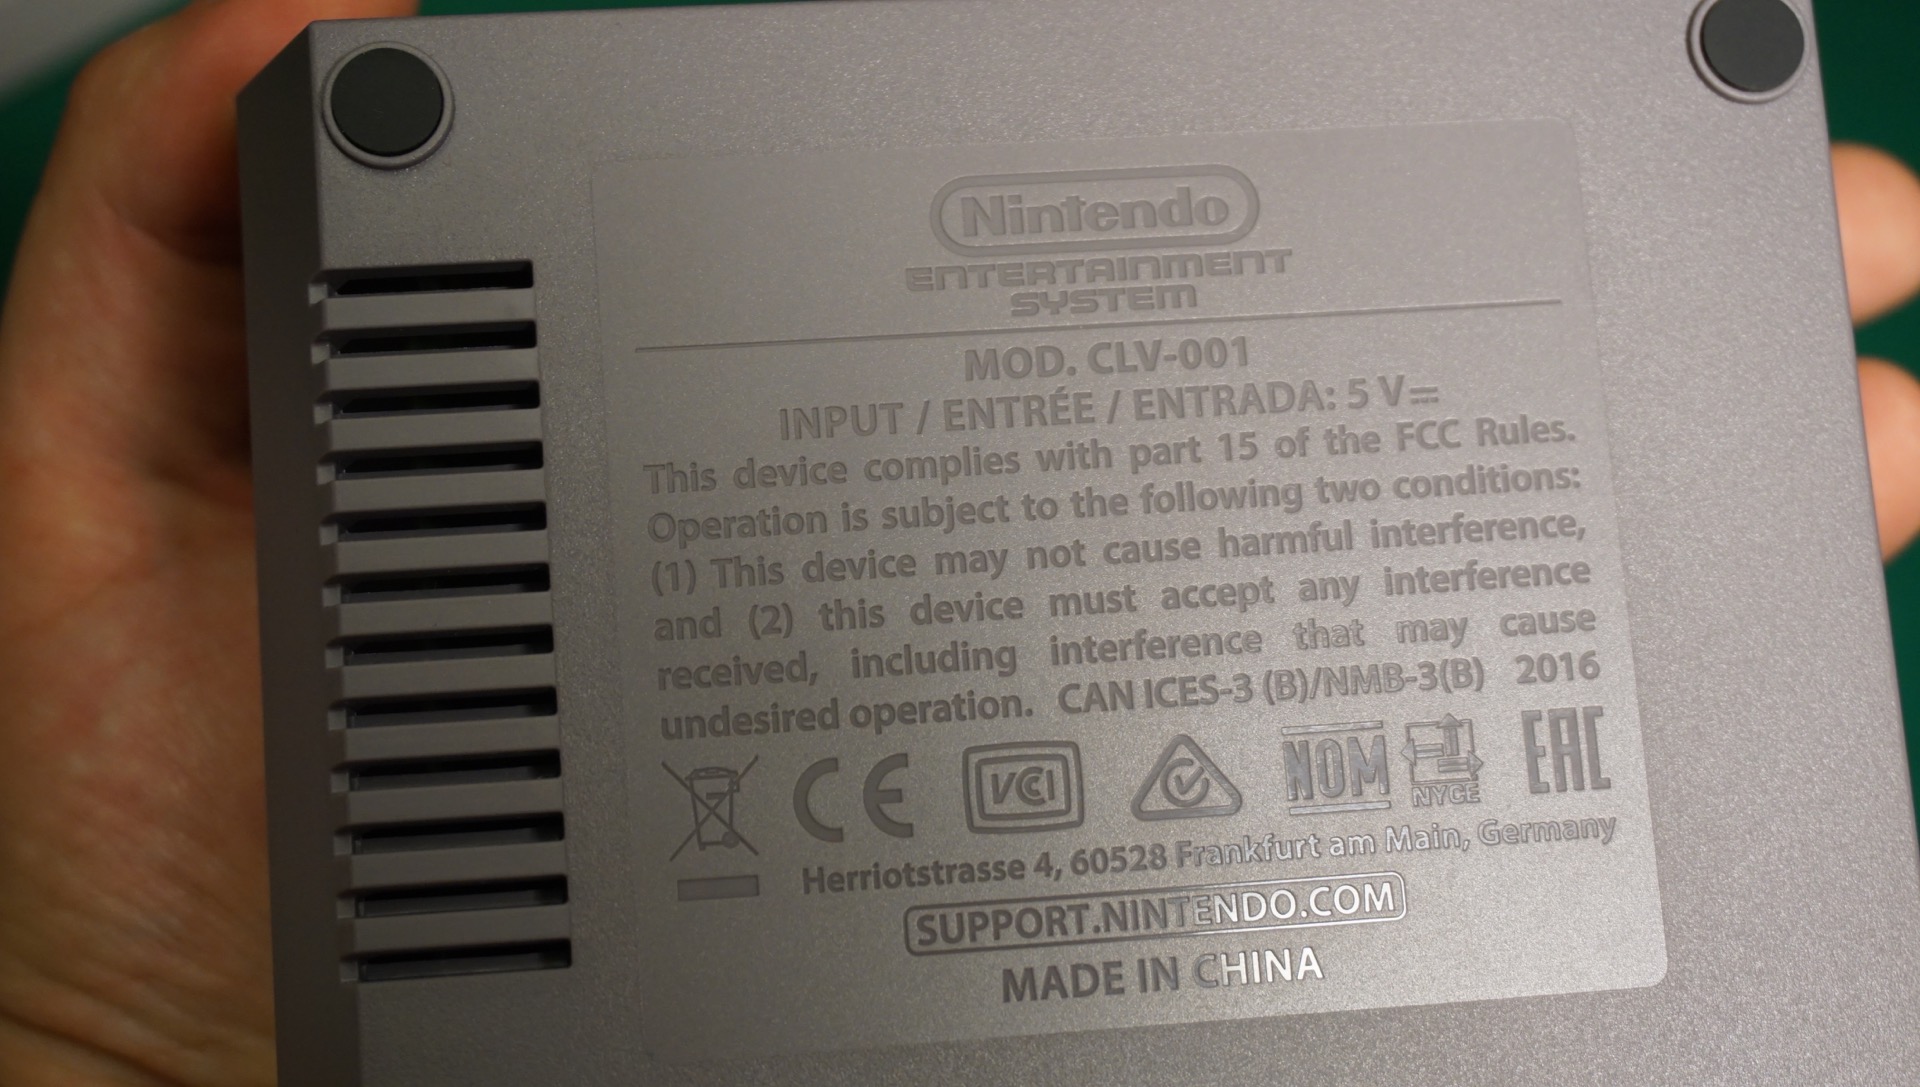 Nintendo
ENTERTAINMENT
SYSTEM
MOD. CLV-001
INPUT / ENTRÉE / ENTRADA: 5 V⎓
This device complies with part 15 of the FCC Rules.
Operation is subject to the following two conditions:
(1) This device may not cause harmful interference,
and (2) this device must accept any interference
received, including interference that may cause
undesired operation. CAN ICES-3 (B)/NMB-3(B) 2016
CE VCI NOM NYCE EAC
Herriotstrasse 4, 60528 Frankfurt am Main, Germany
SUPPORT.NINTENDO.COM
MADE IN CHINA